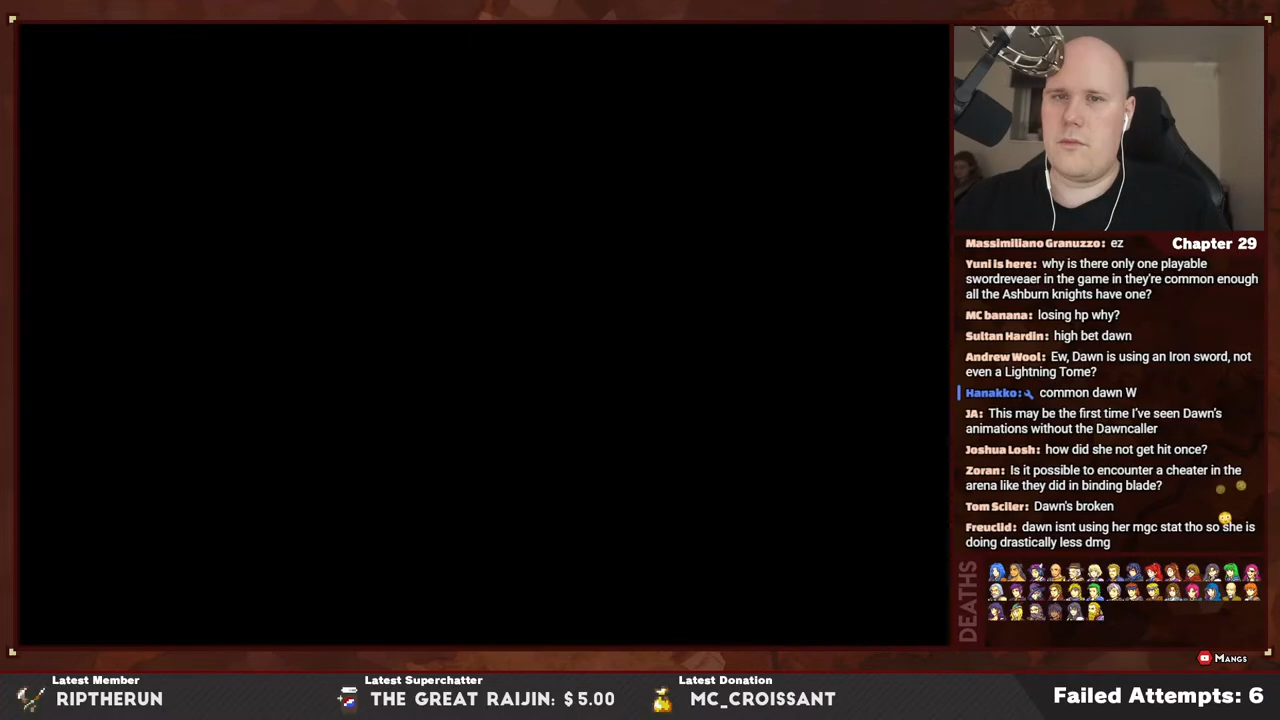 Massimiliano Granuzzo: ez
Chapter 29
Yuni is here: why is there only one playable
swordreveaer in the game in they're common enough
all the Ashburn knights have one?
MC banana: losing hp why?
Sultan Hardin: high bet dawn
Andrew Wool: Ew, Dawn is using an Iron sword, not
even a Lightning Tome?
Hanakko: common dawn W
JA: This may be the first time I've seen Dawn's
animations without the Dawncaller
Joshua Losh: how did she not get hit once?
Zoran: Is it possible to encounter a cheater in the
arena like they did in binding blade?
Tom Sciler: Dawn's broken
Freuclid: dawn isnt using her mgc stat tho so she is
doing drastically less dmg
DEATHS
Mangs
Latest Member
RIPTHERUN
Latest Superchatter
THE GREAT RAIJIN: $5.00
Latest Donation
MC_CROISSANT
Failed Attempts: 6